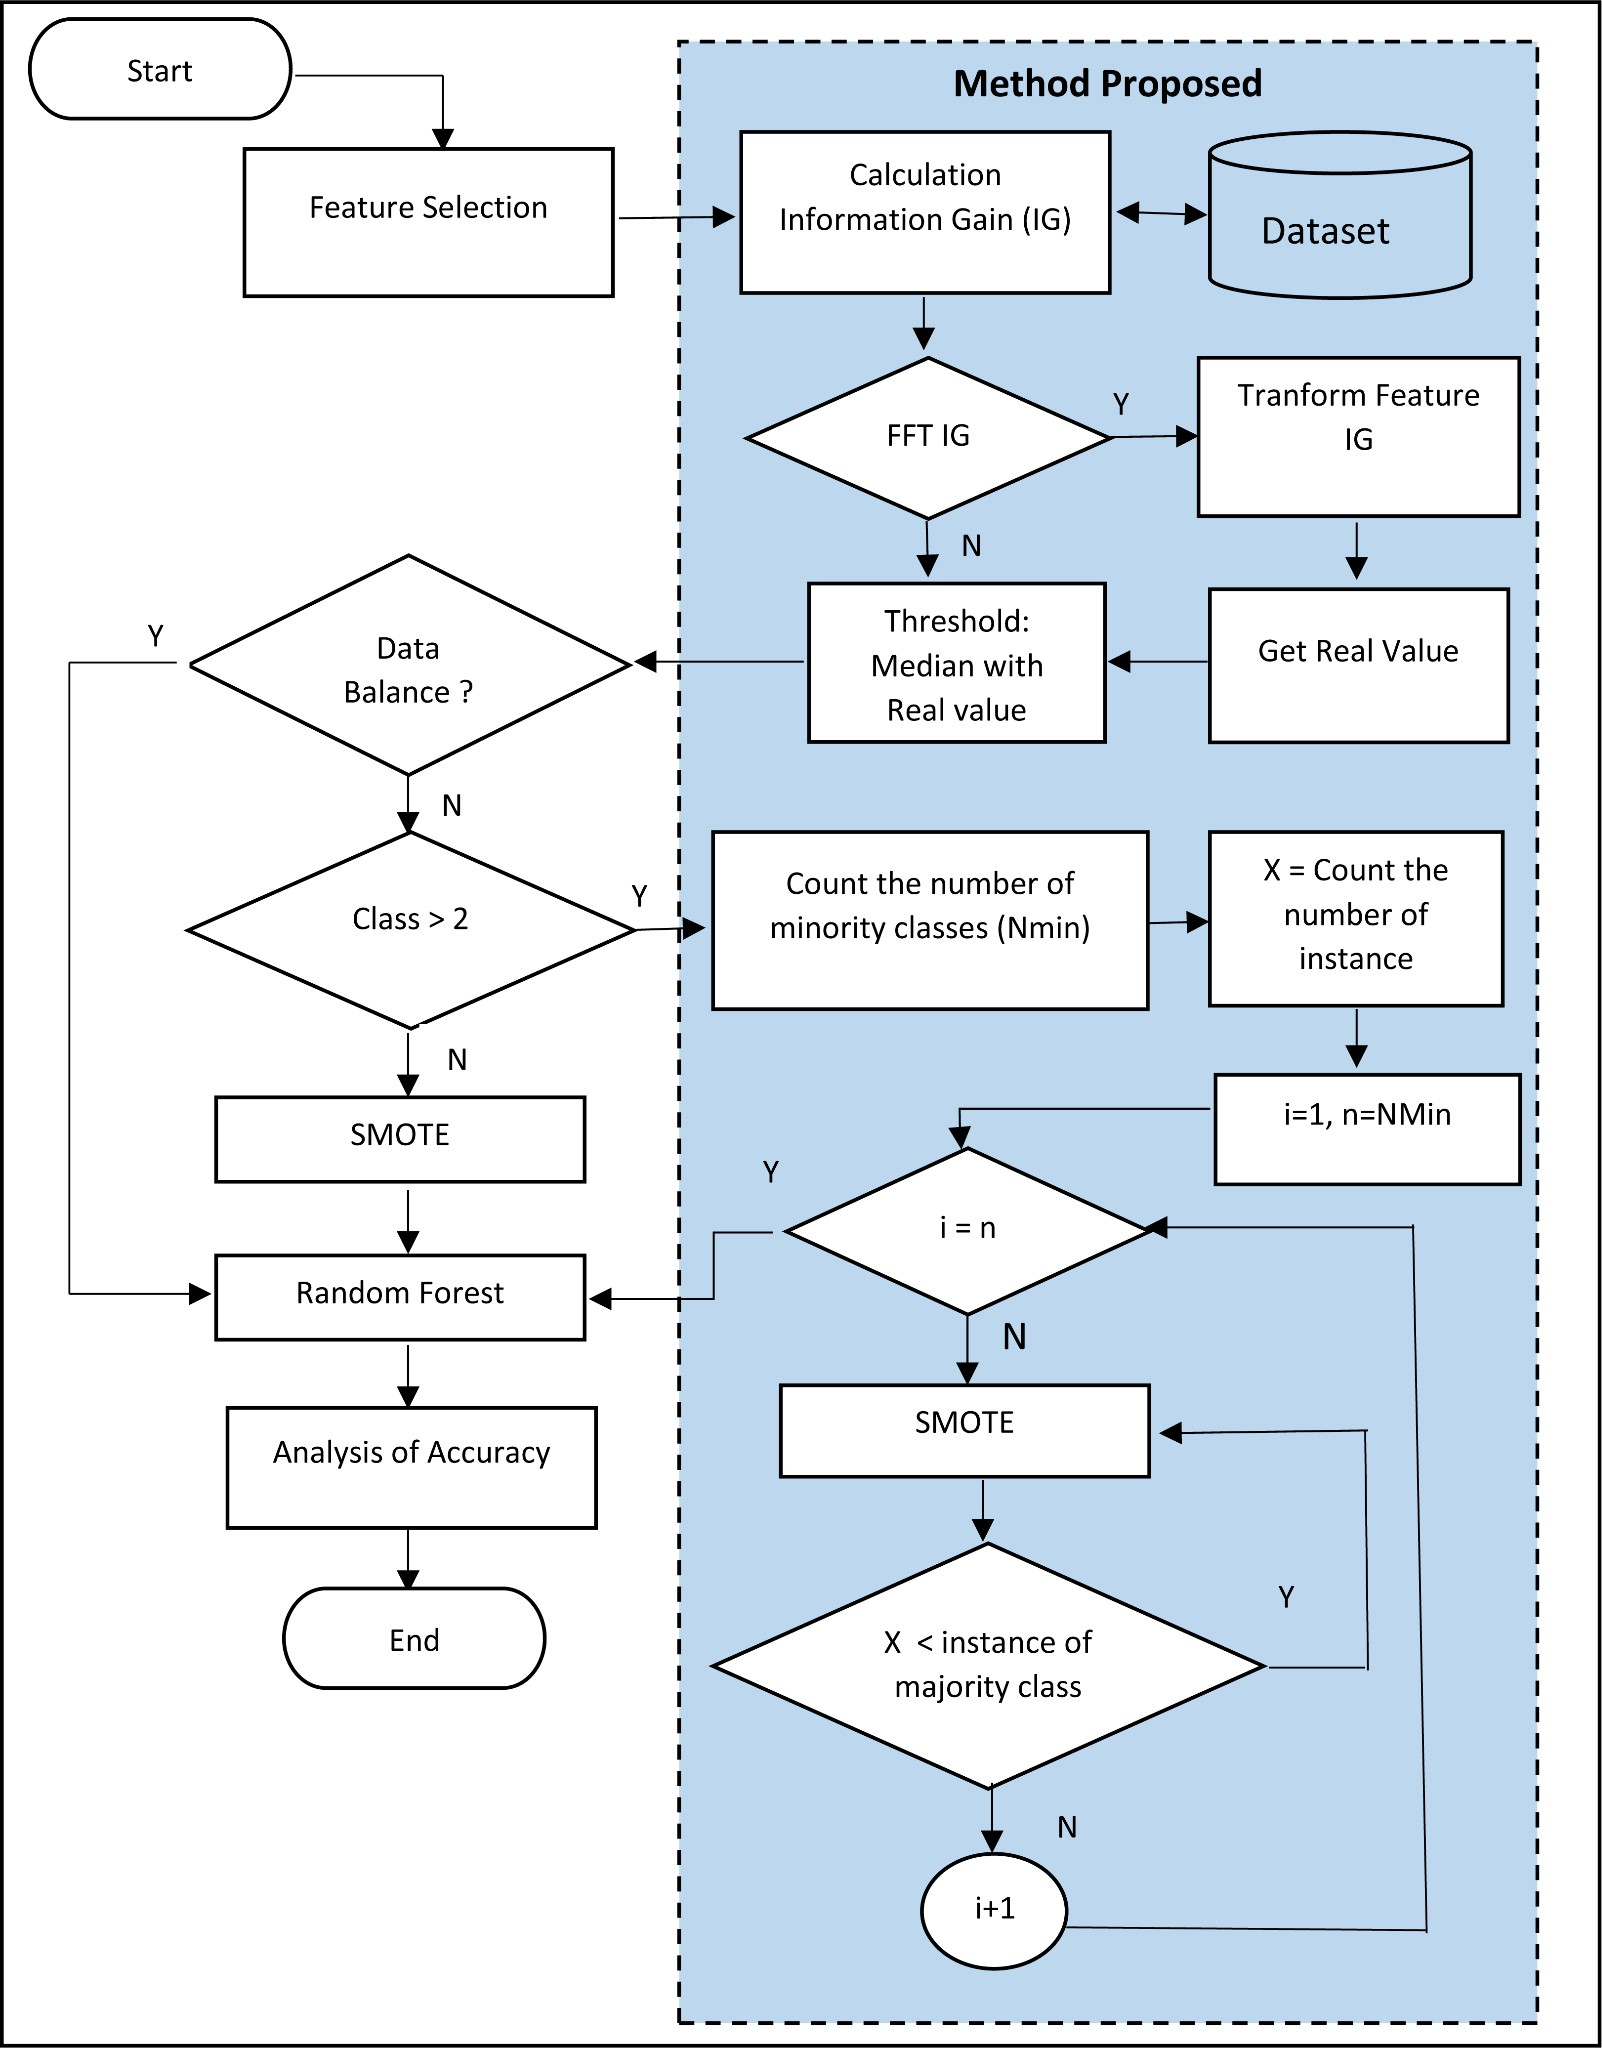 Start
Method Proposed
Feature Selection
Calculation
Information Gain (IG)
Dataset
FFT IG
Y
Tranform Feature
IG
N
Threshold:
Median with
Real value
Get Real Value
Data
Balance ?
Y
N
Class > 2
Y
Count the number of
minority classes (Nmin)
X = Count the
number of
instance
N
SMOTE
i=1, n=NMin
Y
i = n
Random Forest
N
SMOTE
Analysis of Accuracy
Y
End
X  < instance of
majority class
N
i+1